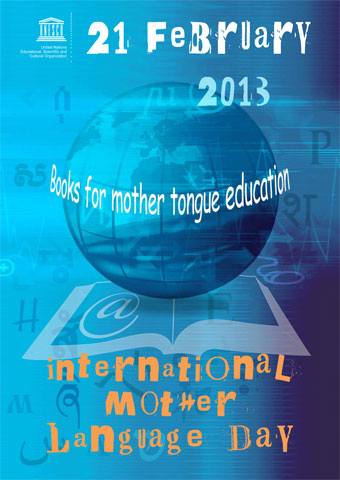 United Nations
Educational, Scientific and
Cultural Organization
21 FeBRUaRY
2013
Books for mother tongue education
@
inteRnatiOnaL
MOtHeR
LanguaGe DaY